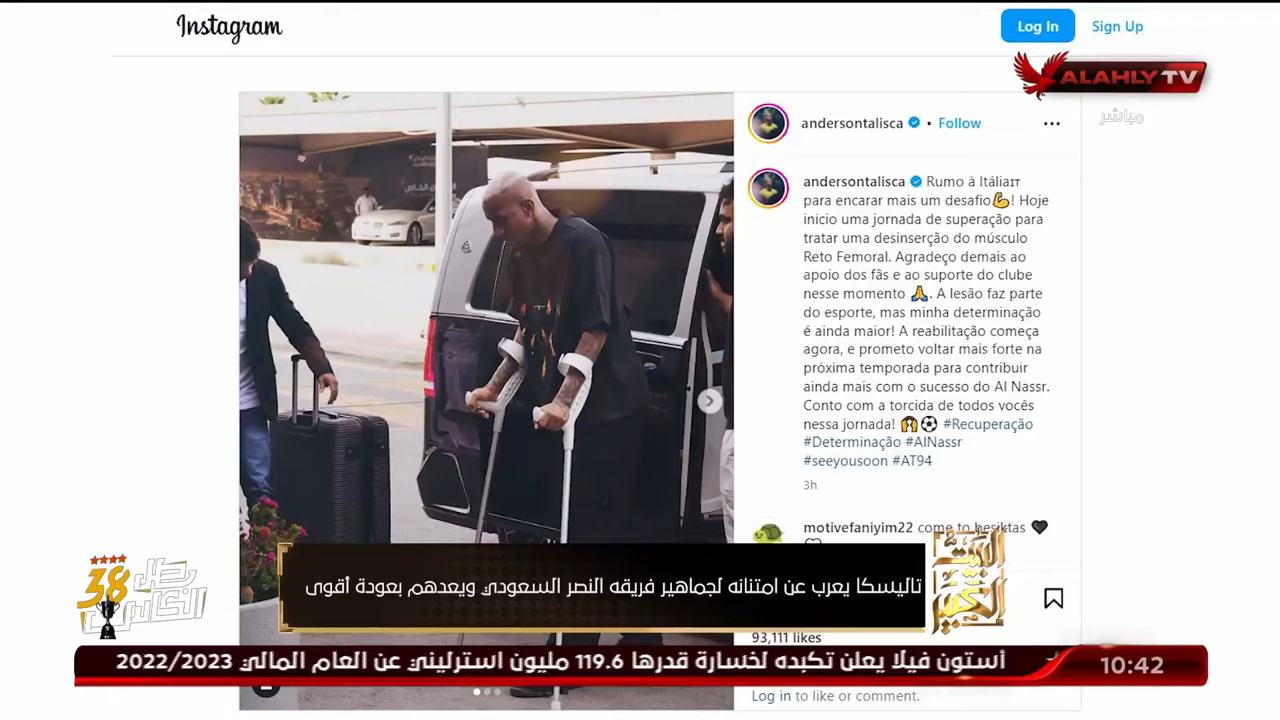 Instagram
Log In
Sign Up
ALAHLY TV
مباشر
andersontalisca • Follow
andersontalisca Rumo à Itália
para encarar mais um desafio💪! Hoje
inicio uma jornada de superação para
tratar uma desinserção do músculo
Reto Femoral. Agradeço demais ao
apoio dos fãs e ao suporte do clube
nesse momento 🙏. A lesão faz parte
do esporte, mas minha determinação
é ainda maior! A reabilitação começa
agora, e prometo voltar mais forte na
próxima temporada para contribuir
ainda mais com o sucesso do Al Nassr.
Conto com a torcida de todos vocês
nessa jornada! ⚽ #Recuperação
#Determinação #AlNassr
#seeyousoon #AT94
3h
motivefaniyim22 come to besiktas 🖤
البيت الكبير
تاليسكا يعرب عن امتنانه لجماهير فريقه النصر السعودي ويعدهم بعودة أقوى
38
بطل الكأس
93,111 likes
أستون فيلا يعلن تكبده لخسارة قدرها 119.6 مليون استرليني عن العام المالي 2022/2023
10:42
Log in to like or comment.